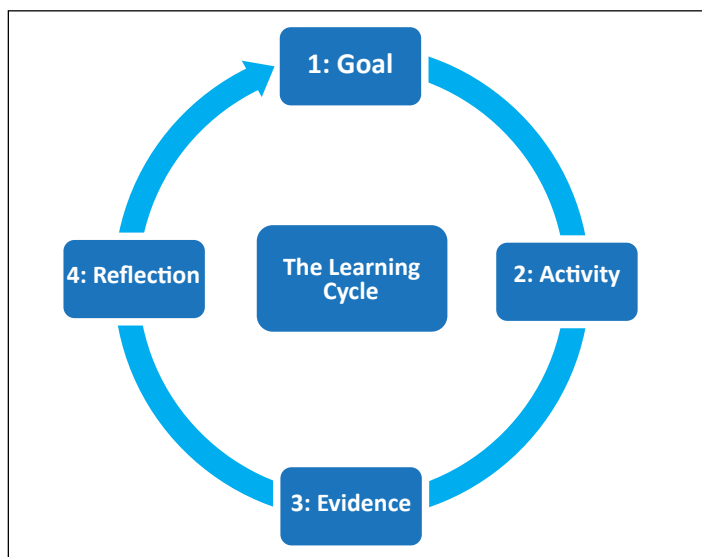 1: Goal
2: Activity
3: Evidence
4: Reflection
The Learning
Cycle